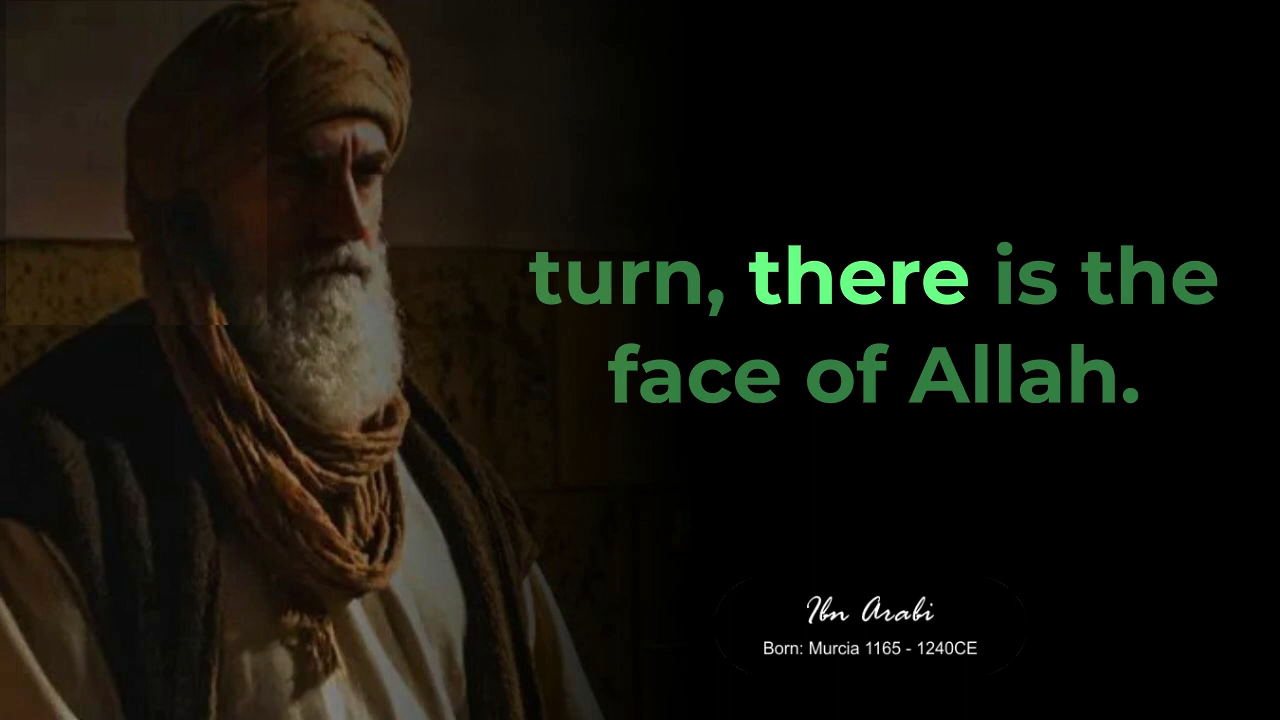 turn, there is the
face of Allah.
Ibn Arabi
Born: Murcia 1165 - 1240CE